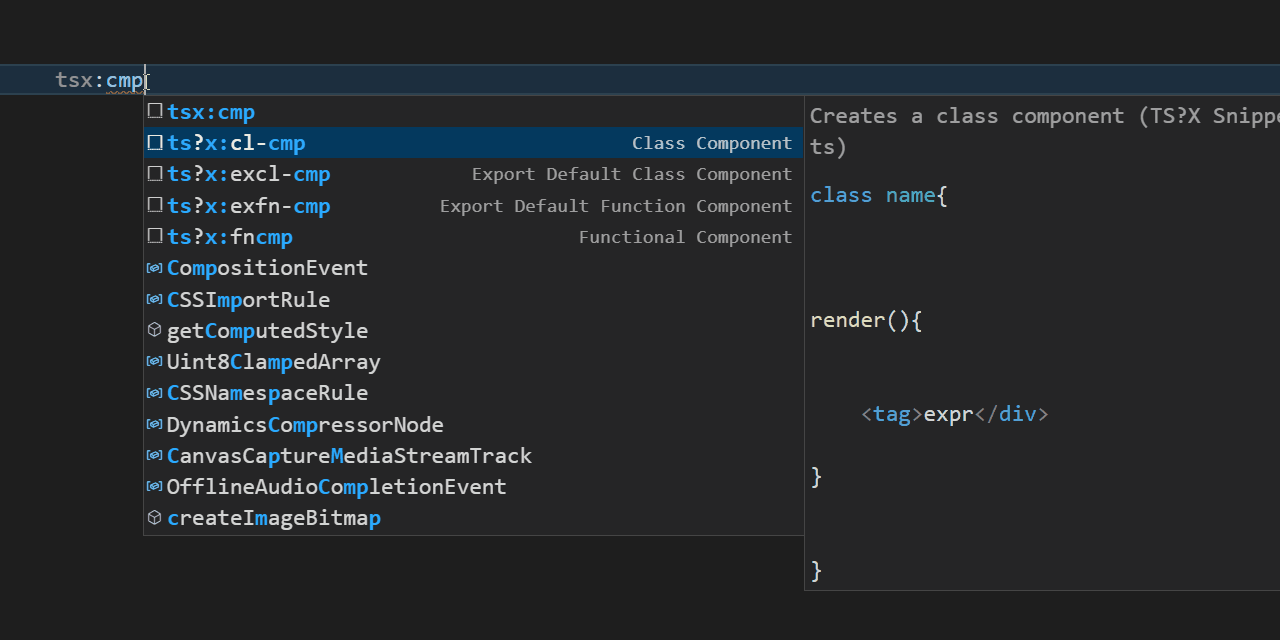 tsx:cmp
tsx:cmp
ts?x:cl-cmp Class Component
ts?x:excl-cmp Export Default Class Component
ts?x:exfn-cmp Export Default Function Component
ts?x:fncmp Functional Component
CompositionEvent
CSSImportRule
getComputedStyle
Uint8ClampedArray
CSSNamespaceRule
DynamicsCompressorNode
CanvasCaptureMediaStreamTrack
OfflineAudioCompletionEvent
createImageBitmap
Creates a class component (TS?X Snippe
ts)
class name{
render(){
<tag>expr</div>
}
}